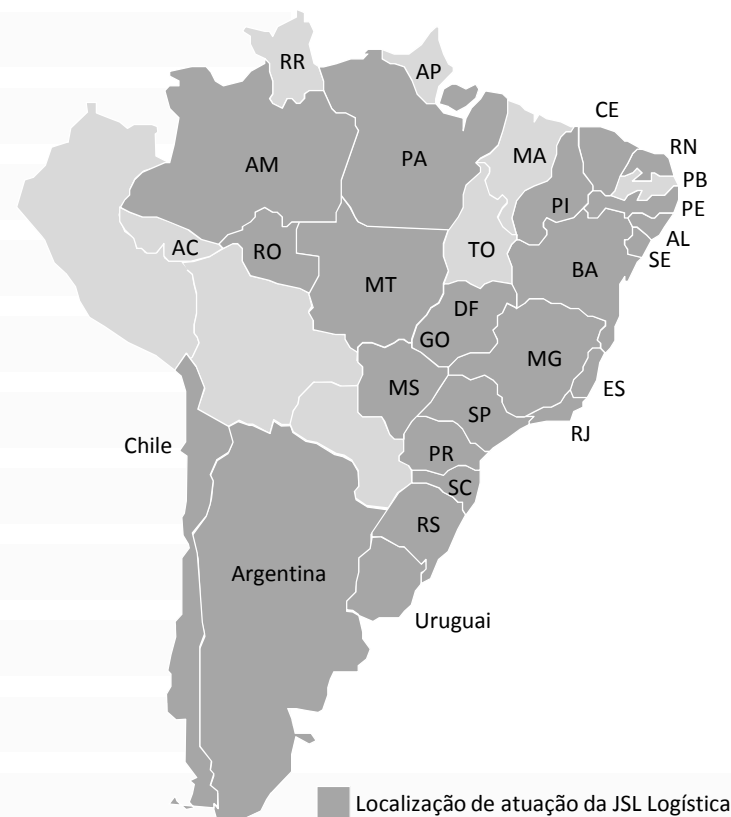 RR
AP
CE
AM
PA
MA
RN
PB
PI
PE
AC
RO
TO
AL
SE
MT
BA
DF
GO
MG
MS
ES
SP
RJ
Chile
PR
SC
RS
Argentina
Uruguai
Localização de atuação da JSL Logística